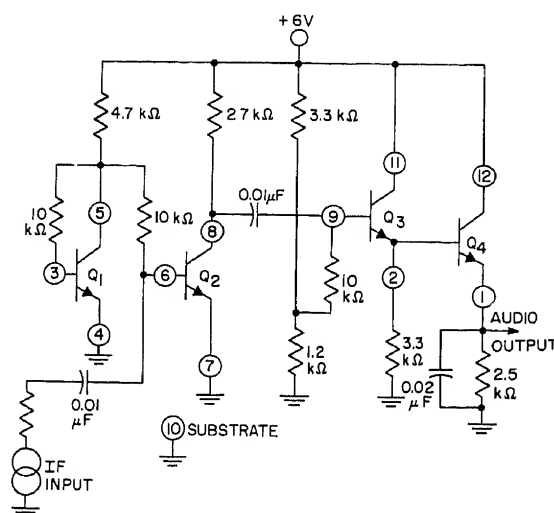 +6V
4.7 kΩ
2.7 kΩ
3.3 kΩ
11
12
0.01 µF
10 kΩ
5
10 kΩ
8
9
Q3
Q4
3
Q1
6
Q2
2
10 kΩ
1
4
7
AUDIO OUTPUT
1.2 kΩ
3.3 kΩ
0.02 µF
2.5 kΩ
0.01 µF
10 SUBSTRATE
IF INPUT